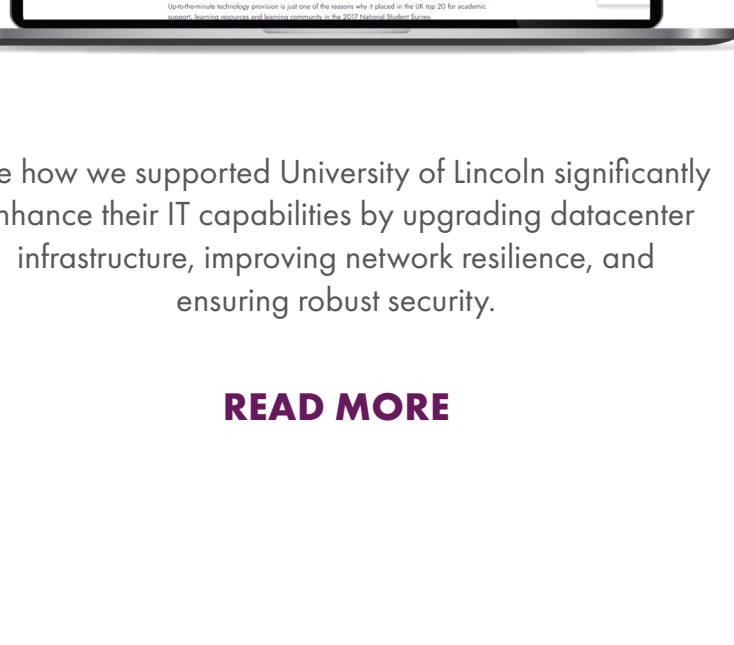 Up-to-the-minute technology provision is just one of the reasons why it placed in the UK top 20 for academic
support, learning resources and learning community in the 2017 National Student Survey.
e how we supported University of Lincoln significantly
nhance their IT capabilities by upgrading datacenter
infrastructure, improving network resilience, and
ensuring robust security.
READ MORE